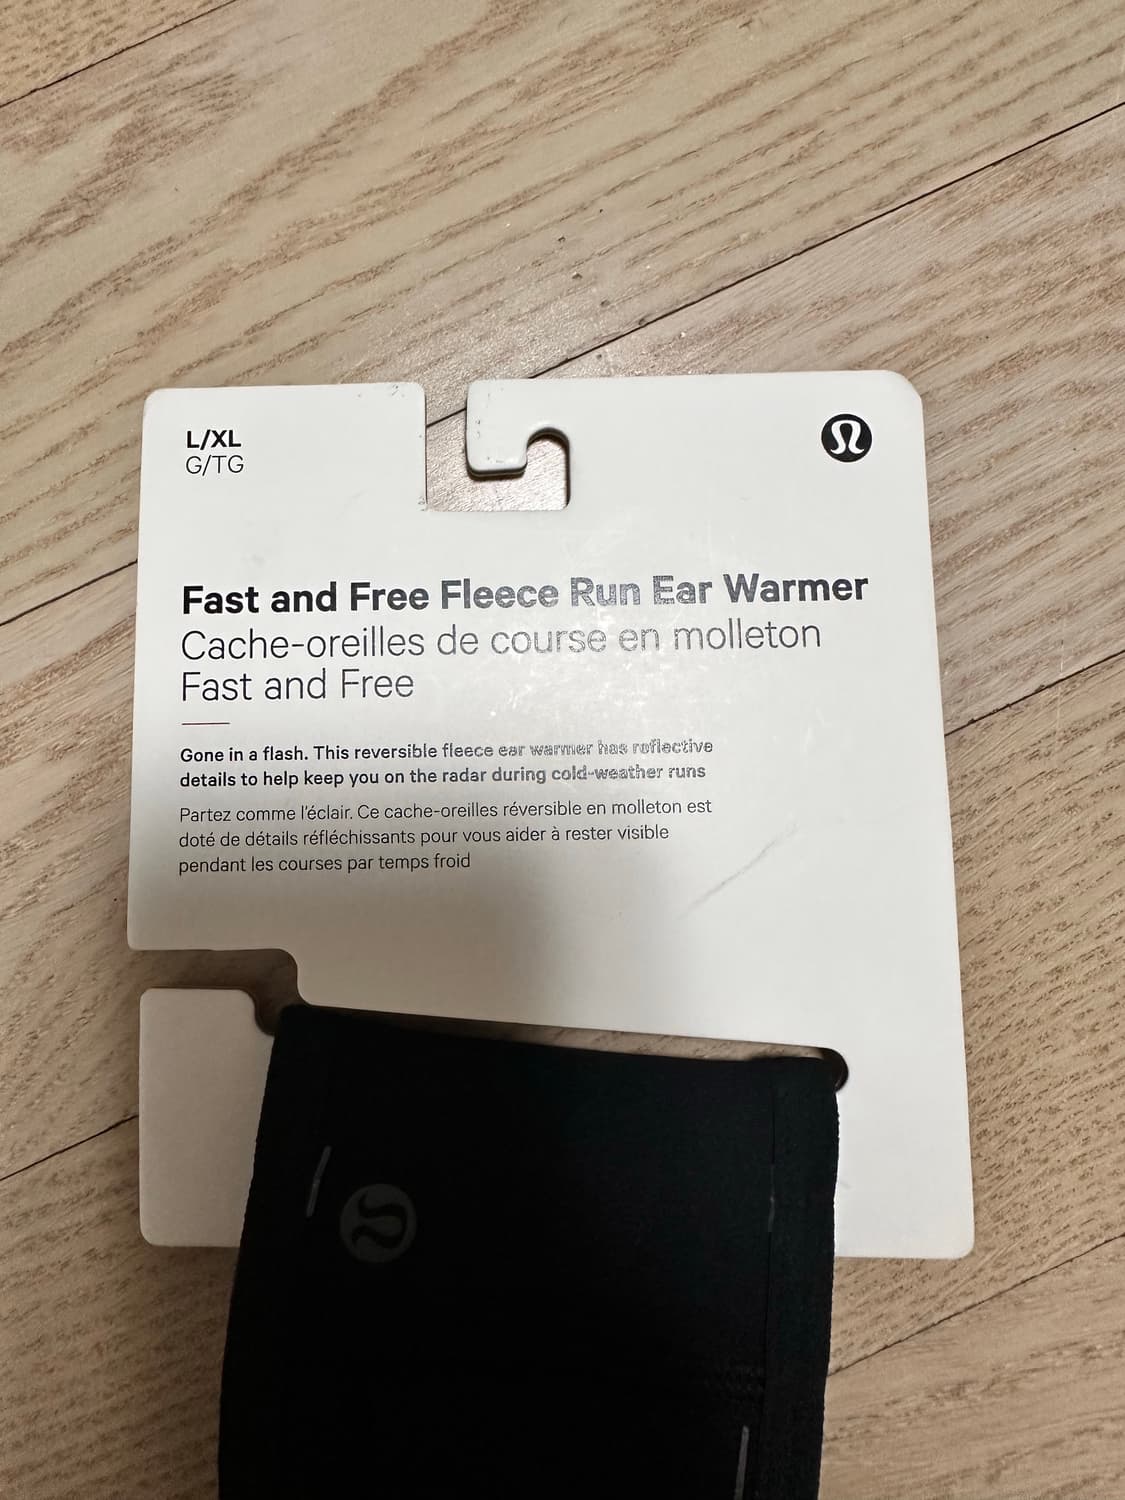 L/XL
G/TG
Fast and Free Fleece Run Ear Warmer
Cache-oreilles de course en molleton
Fast and Free
Gone in a flash. This reversible fleece ear warmer has reflective
details to help keep you on the radar during cold-weather runs
Partez comme l'éclair. Ce cache-oreilles réversible en molleton est
doté de détails réfléchissants pour vous aider à rester visible
pendant les courses par temps froid